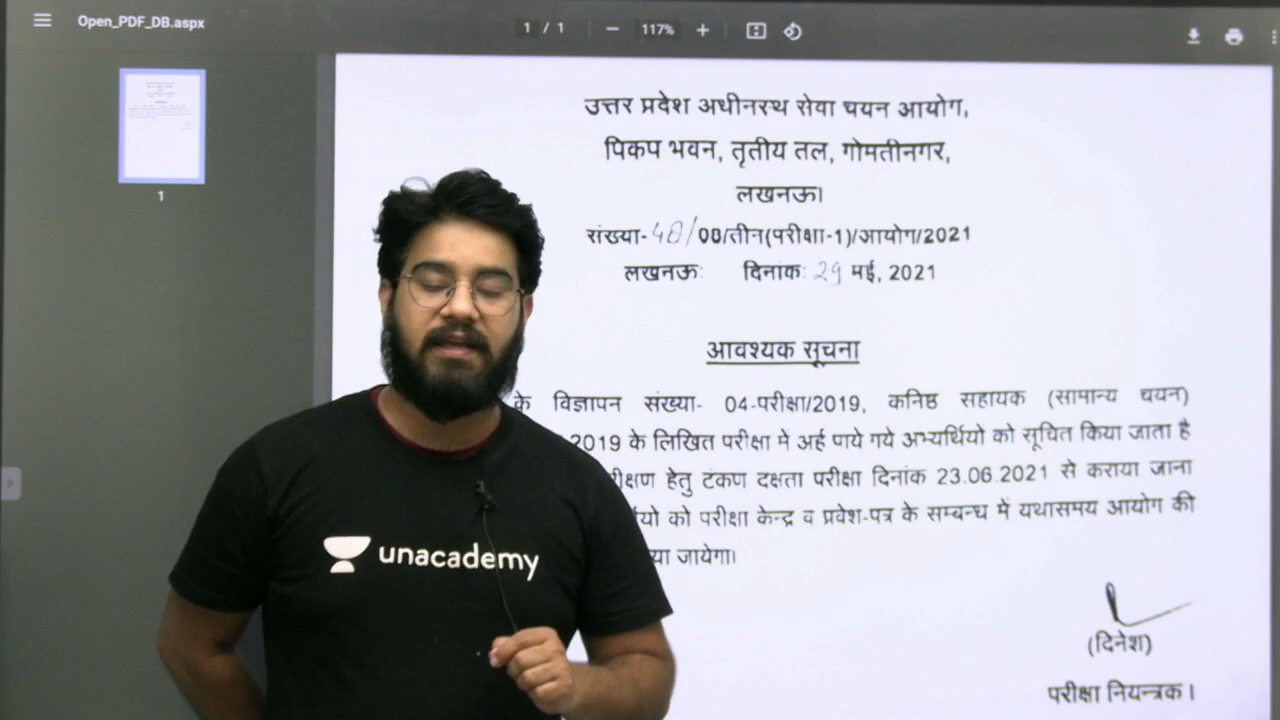 Open_PDF_DB.aspx
1 / 1
117%
1
उत्तर प्रदेश अधीनस्थ सेवा चयन आयोग,
पिकप भवन, तृतीय तल, गोमतीनगर,
लखनऊ।
संख्या-48/08/तीन(परीक्षा-1)/आयोग/2021
लखनऊः दिनांकः 29 मई, 2021
आवश्यक सूचना
के विज्ञापन संख्या- 04-परीक्षा/2019, कनिष्ठ सहायक (सामान्य चयन)
2019 के लिखित परीक्षा में अर्ह पाये गये अभ्यर्थियो को सूचित किया जाता है
हेतु टंकण दक्षता परीक्षा दिनांक 23.06.2021 से कराया जाना
को परीक्षा केन्द्र व प्रवेश-पत्र के सम्बन्ध में यथासमय आयोग की
जायेगा।
(दिनेश)
परीक्षा नियन्त्रक।
unacademy